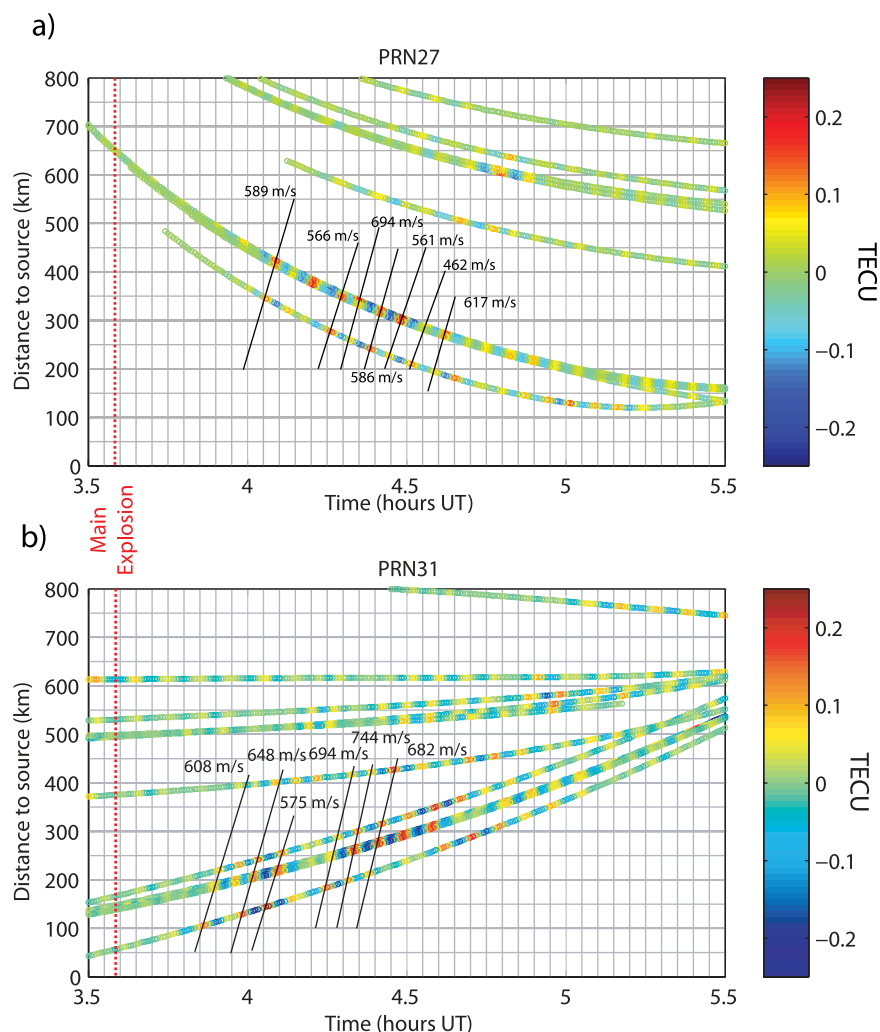 a)
PRN27
800
700
600
500
400
300
200
100
0
Distance to source (km)
589 m/s
566 m/s
694 m/s
561 m/s
462 m/s
617 m/s
586 m/s
3.5
4
4.5
5
5.5
Time (hours UT)
0.2
0.1
0
−0.1
−0.2
TECU
Main
Explosion
b)
PRN31
800
700
600
500
400
300
200
100
0
Distance to source (km)
608 m/s
648 m/s
575 m/s
694 m/s
744 m/s
682 m/s
3.5
4
4.5
5
5.5
Time (hours UT)
0.2
0.1
0
−0.1
−0.2
TECU